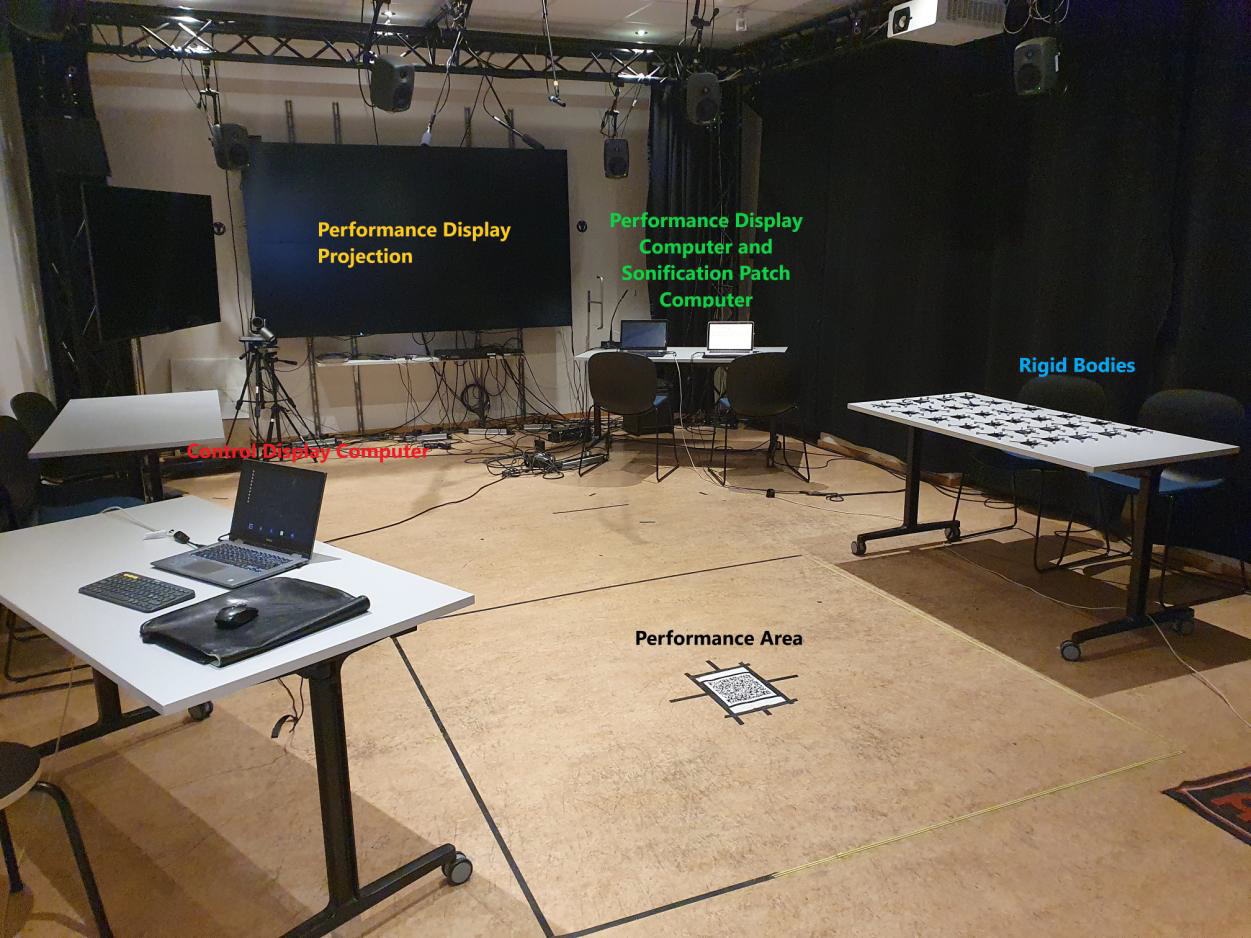 Performance Display
Projection
Performance Display
Computer and
Sonification Patch
Computer
Rigid Bodies
Control Display Computer
Performance Area